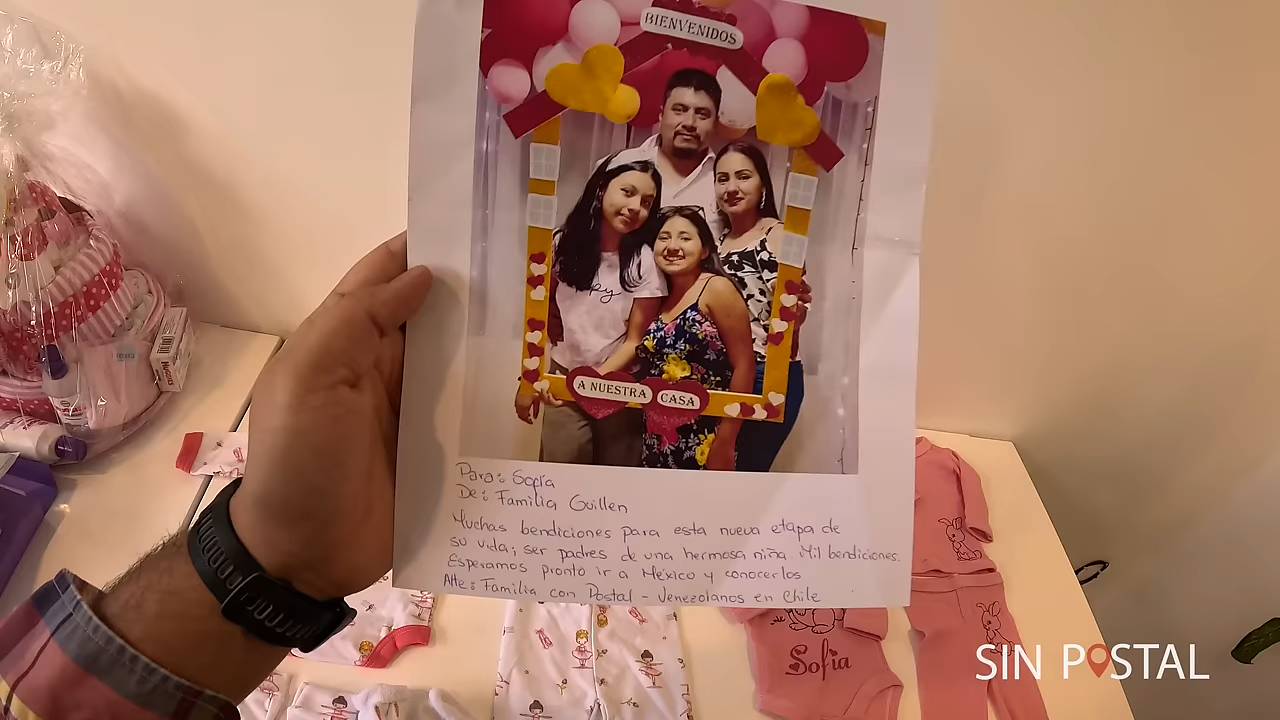 BIENVENIDOS
A NUESTRA CASA
Para: Sofía
De: Familia Guillen
Muchas bendiciones para esta nueva etapa de
su vida; ser padres de una hermosa niña. Mil bendiciones.
Esperamos pronto ir a México y conocerlos
Atte: Familia con Postal - Venezolanos en Chile
Sofía
SIN POSTAL